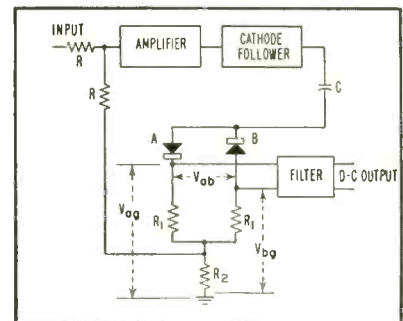 INPUT
R
AMPLIFIER
CATHODE
FOLLOWER
C
R
A
B
Vab
FILTER
D-C OUTPUT
Vag
R1
R1
Vbg
R2